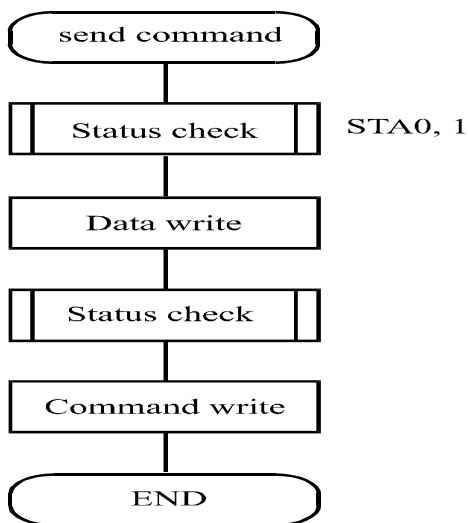 send command
Status check
STA0, 1
Data write
Status check
Command write
END